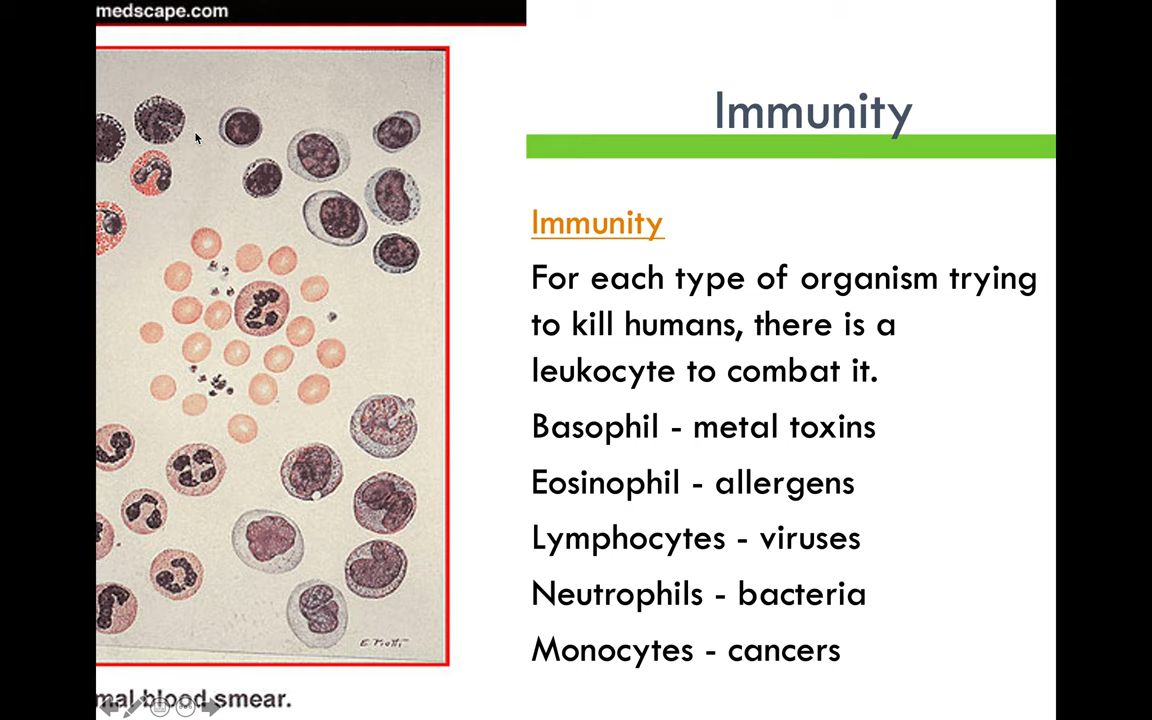 medscape.com
Immunity
Immunity
For each type of organism trying
to kill humans, there is a
leukocyte to combat it.
Basophil - metal toxins
Eosinophil - allergens
Lymphocytes - viruses
Neutrophils - bacteria
Monocytes - cancers
mal blood smear.